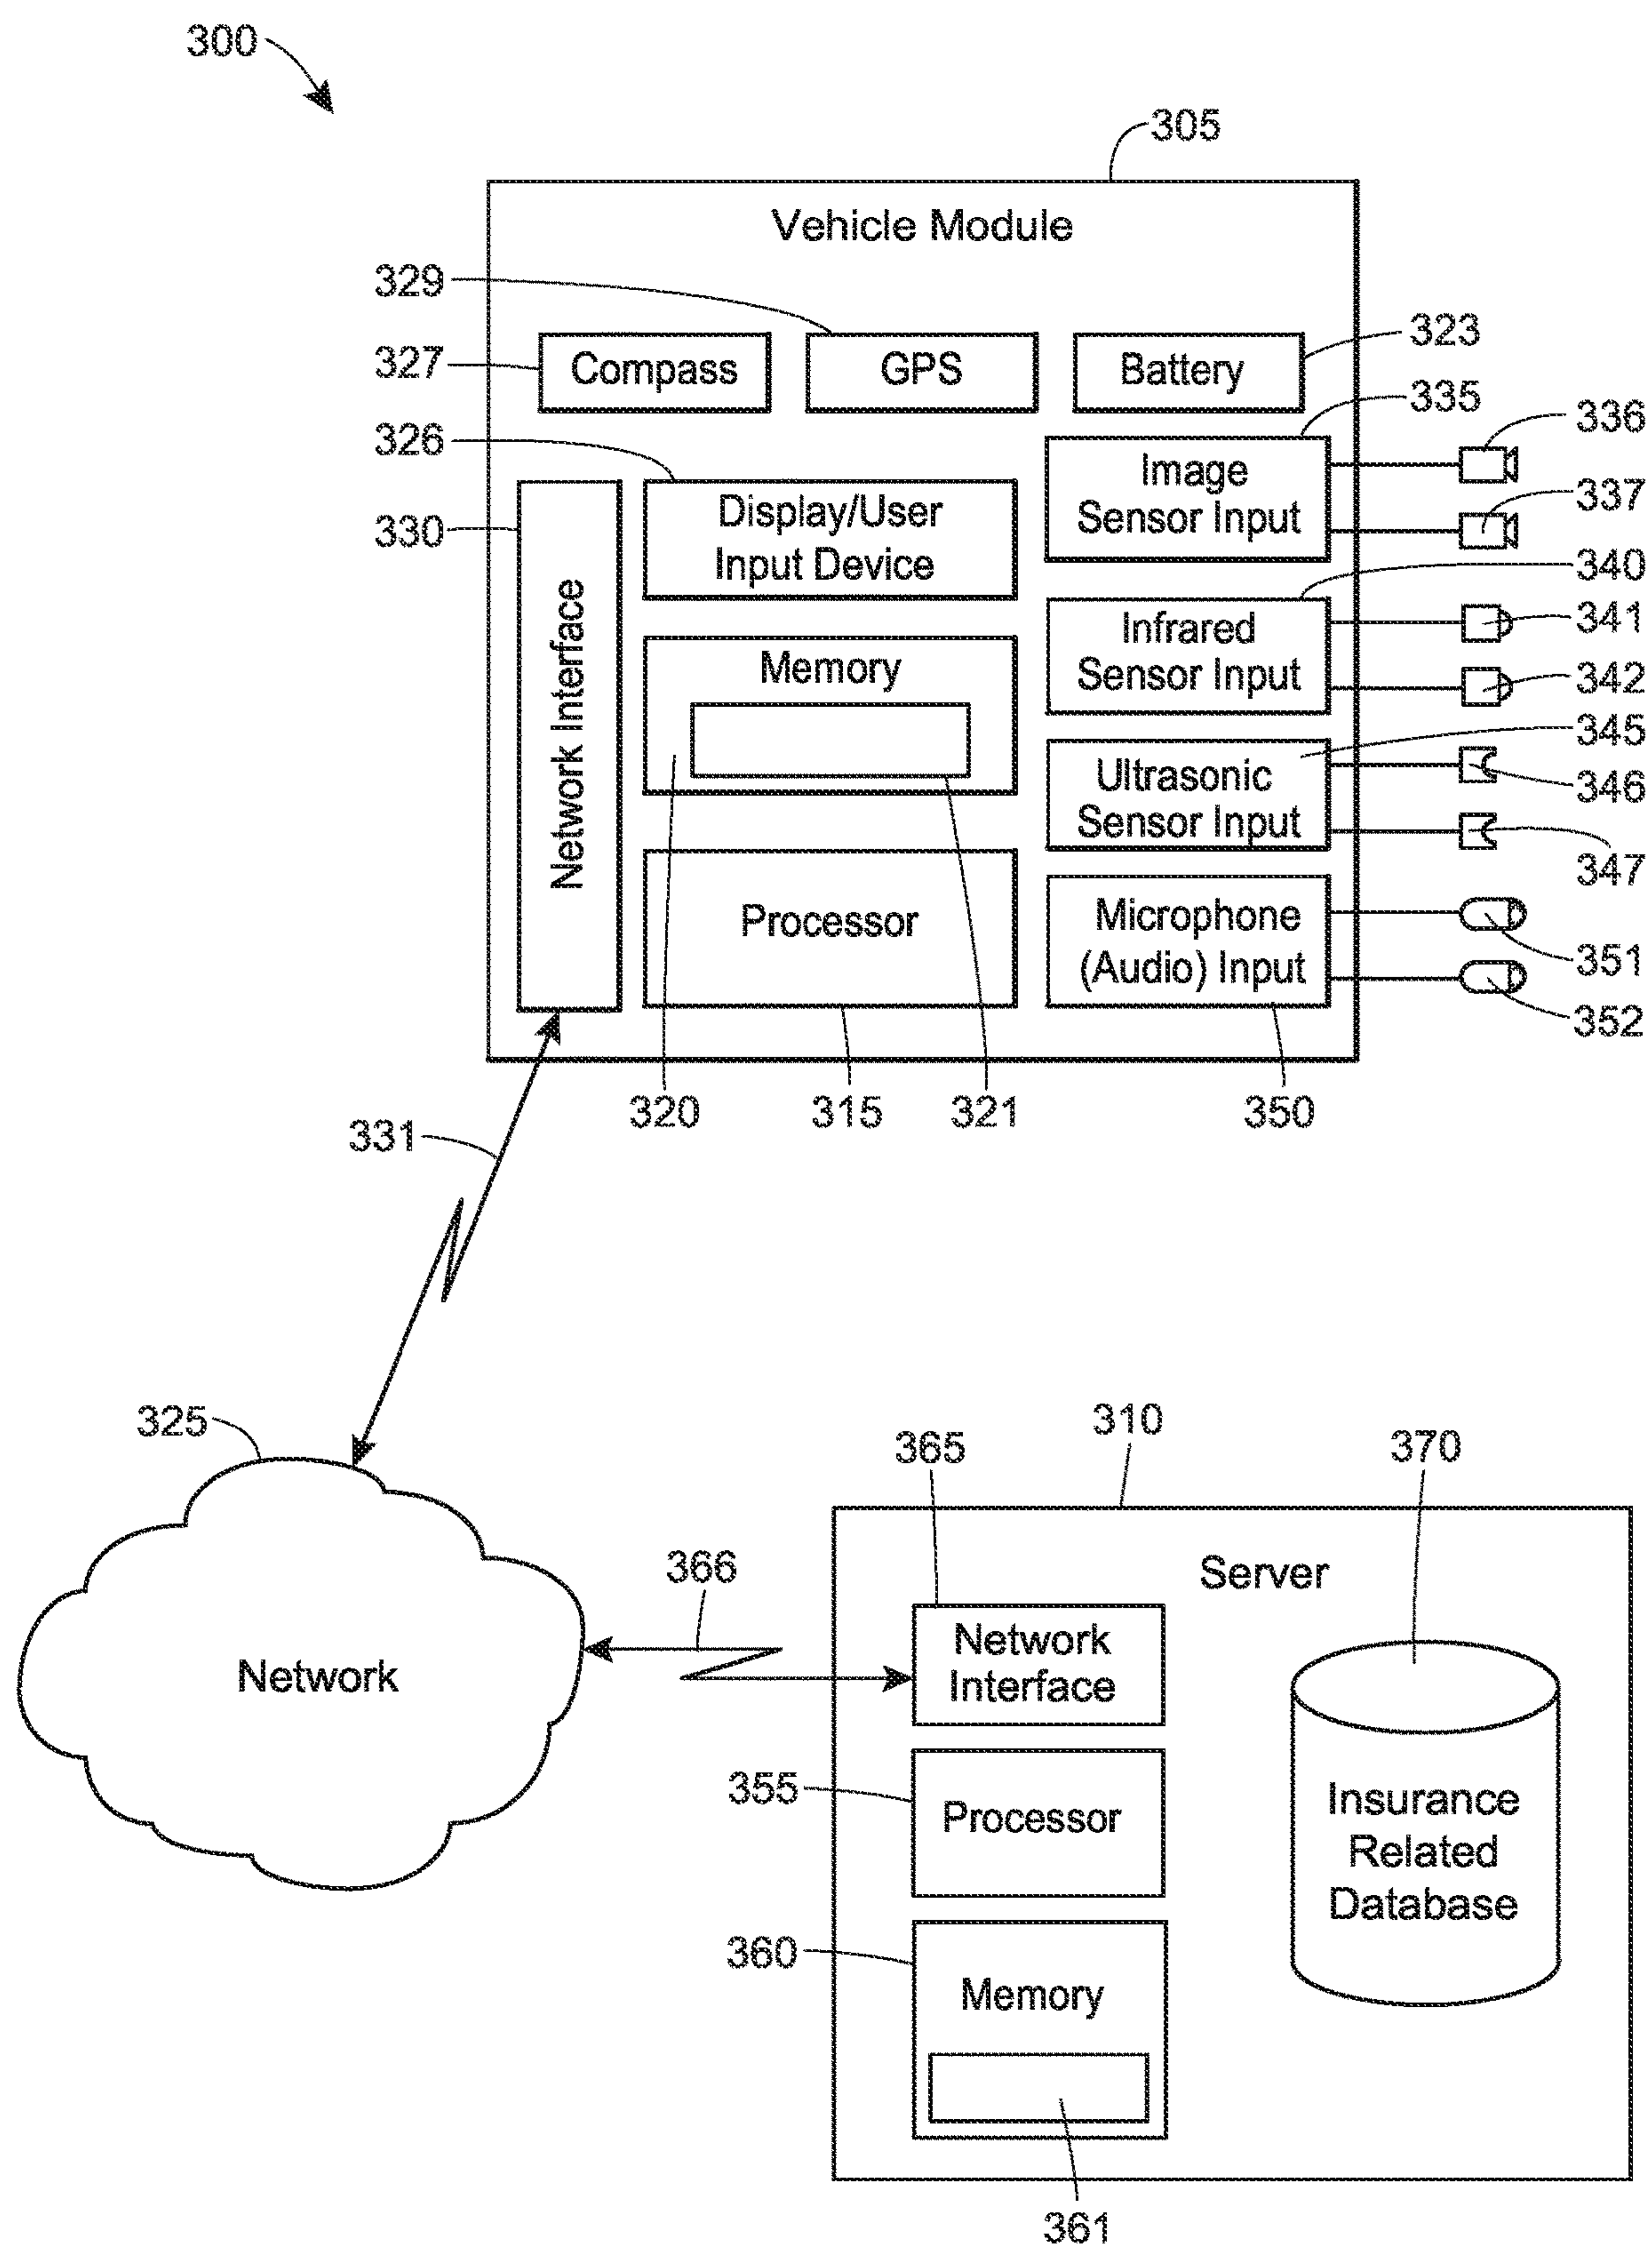 300
305
Vehicle Module
329
327
Compass
GPS
Battery
323
335
336
326
330
Display/User
Input Device
Image
Sensor Input
337
340
Network Interface
Memory
Infrared
Sensor Input
341
342
345
Ultrasonic
Sensor Input
346
347
Processor
Microphone
(Audio) Input
351
352
320
315
321
350
331
325
310
365
370
Server
366
Network
Network
Interface
355
Processor
Insurance
Related
Database
360
Memory
361